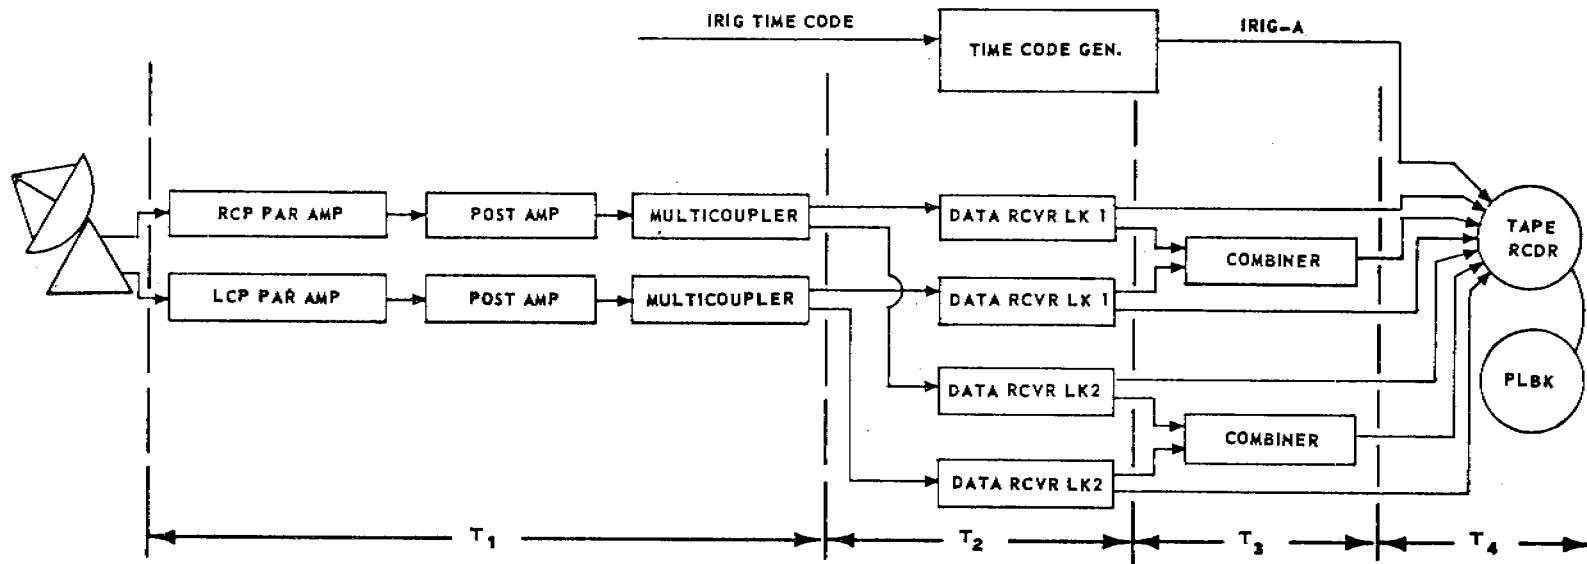 IRIG TIME CODE
TIME CODE GEN.
IRIG-A
RCP PAR AMP
POST AMP
MULTICOUPLER
DATA RCVR LK 1
TAPE
RCDR
COMBINER
LCP PAR AMP
POST AMP
MULTICOUPLER
DATA RCVR LK 1
DATA RCVR LK2
PLBK
COMBINER
DATA RCVR LK2
T1
T2
T3
T4